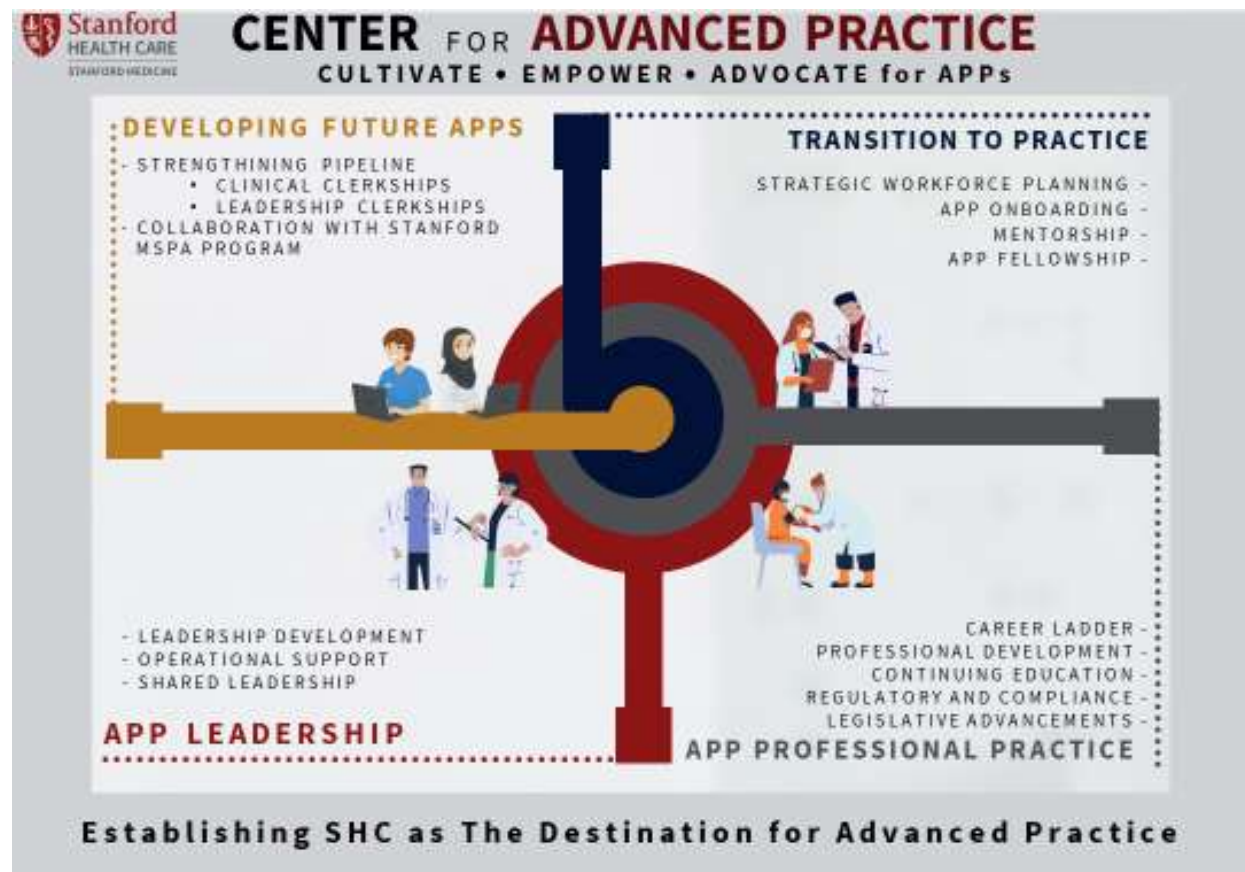 Stanford
HEALTH CARE
STANFORD MEDICINE
CENTER FOR ADVANCED PRACTICE
CULTIVATE • EMPOWER • ADVOCATE for APPs
DEVELOPING FUTURE APPS
- STRENGTHINING PIPELINE
• CLINICAL CLERKSHIPS
• LEADERSHIP CLERKSHIPS
- COLLABORATION WITH STANFORD
MSPA PROGRAM
TRANSITION TO PRACTICE
STRATEGIC WORKFORCE PLANNING -
APP ONBOARDING -
MENTORSHIP -
APP FELLOWSHIP -
- LEADERSHIP DEVELOPMENT
- OPERATIONAL SUPPORT
- SHARED LEADERSHIP
APP LEADERSHIP
CAREER LADDER -
PROFESSIONAL DEVELOPMENT -
CONTINUING EDUCATION -
REGULATORY AND COMPLIANCE -
LEGISLATIVE ADVANCEMENTS -
APP PROFESSIONAL PRACTICE
Establishing SHC as The Destination for Advanced Practice